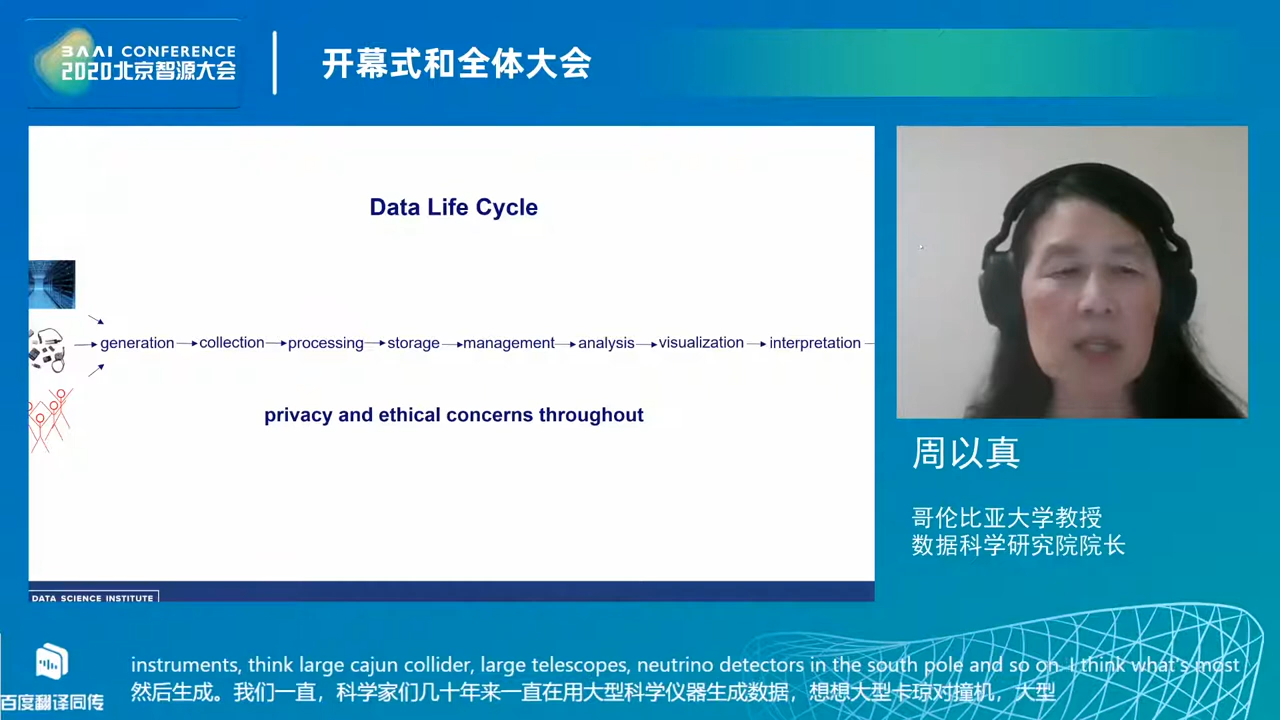 BAAI CONFERENCE
2020北京智源大会
开幕式和全体大会
Data Life Cycle
generation collection processing storage management analysis visualization interpretation
privacy and ethical concerns throughout
DATA SCIENCE INSTITUTE
周以真
哥伦比亚大学教授
数据科学研究院院长
instruments, think large cajun collider, large telescopes, neutrino detectors in the south pole and so on. I think what's most
然后生成。我们一直，科学家们几十年来一直在用大型科学仪器生成数据，想想大型卡琼对撞机，大型
百度翻译同传